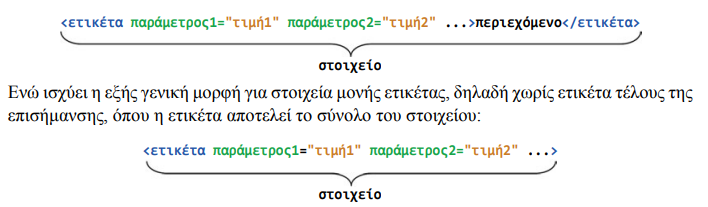 <ετικέτα παράμετρος1="τιμή1" παράμετρος2="τιμή2" ...>περιεχόμενο</ετικέτα>
στοιχείο
Ενώ ισχύει η εξής γενική μορφή για στοιχεία μονής ετικέτας, δηλαδή χωρίς ετικέτα τέλους της
επισήμανσης, όπου η ετικέτα αποτελεί το σύνολο του στοιχείου:
<ετικέτα παράμετρος1="τιμή1" παράμετρος2="τιμή2" ...>
στοιχείο